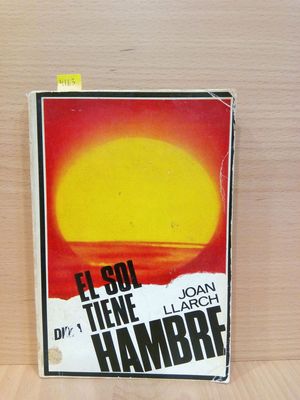 EL SOL
TIENE
HAMBRE
JOAN
LLARCH